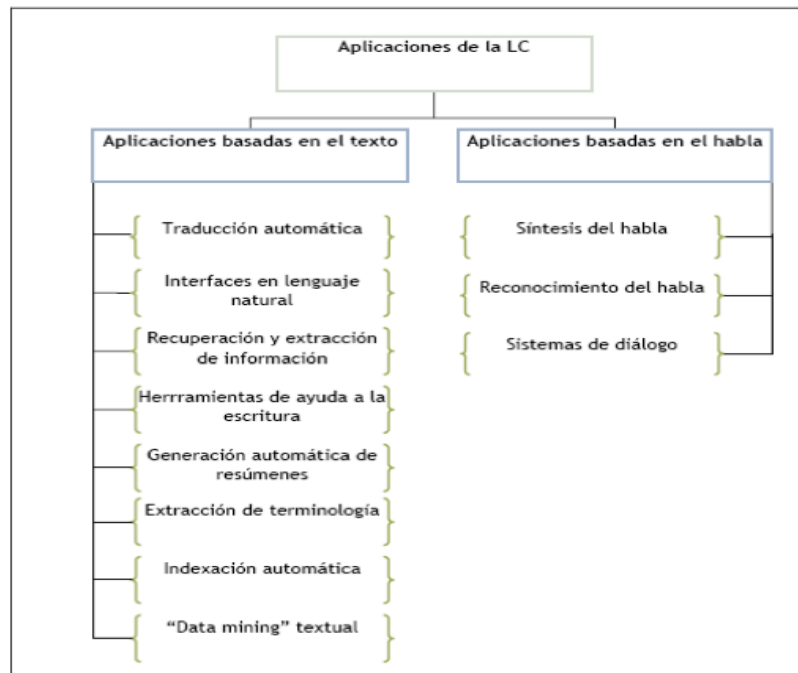 Aplicaciones de la LC
Aplicaciones basadas en el texto
Traducción automática
Interfaces en lenguaje
natural
Recuperación y extracción
de información
Herrramientas de ayuda a la
escritura
Generación automática de
resúmenes
Extracción de terminología
Indexación automática
“Data mining” textual
Aplicaciones basadas en el habla
Síntesis del habla
Reconocimiento del habla
Sistemas de diálogo